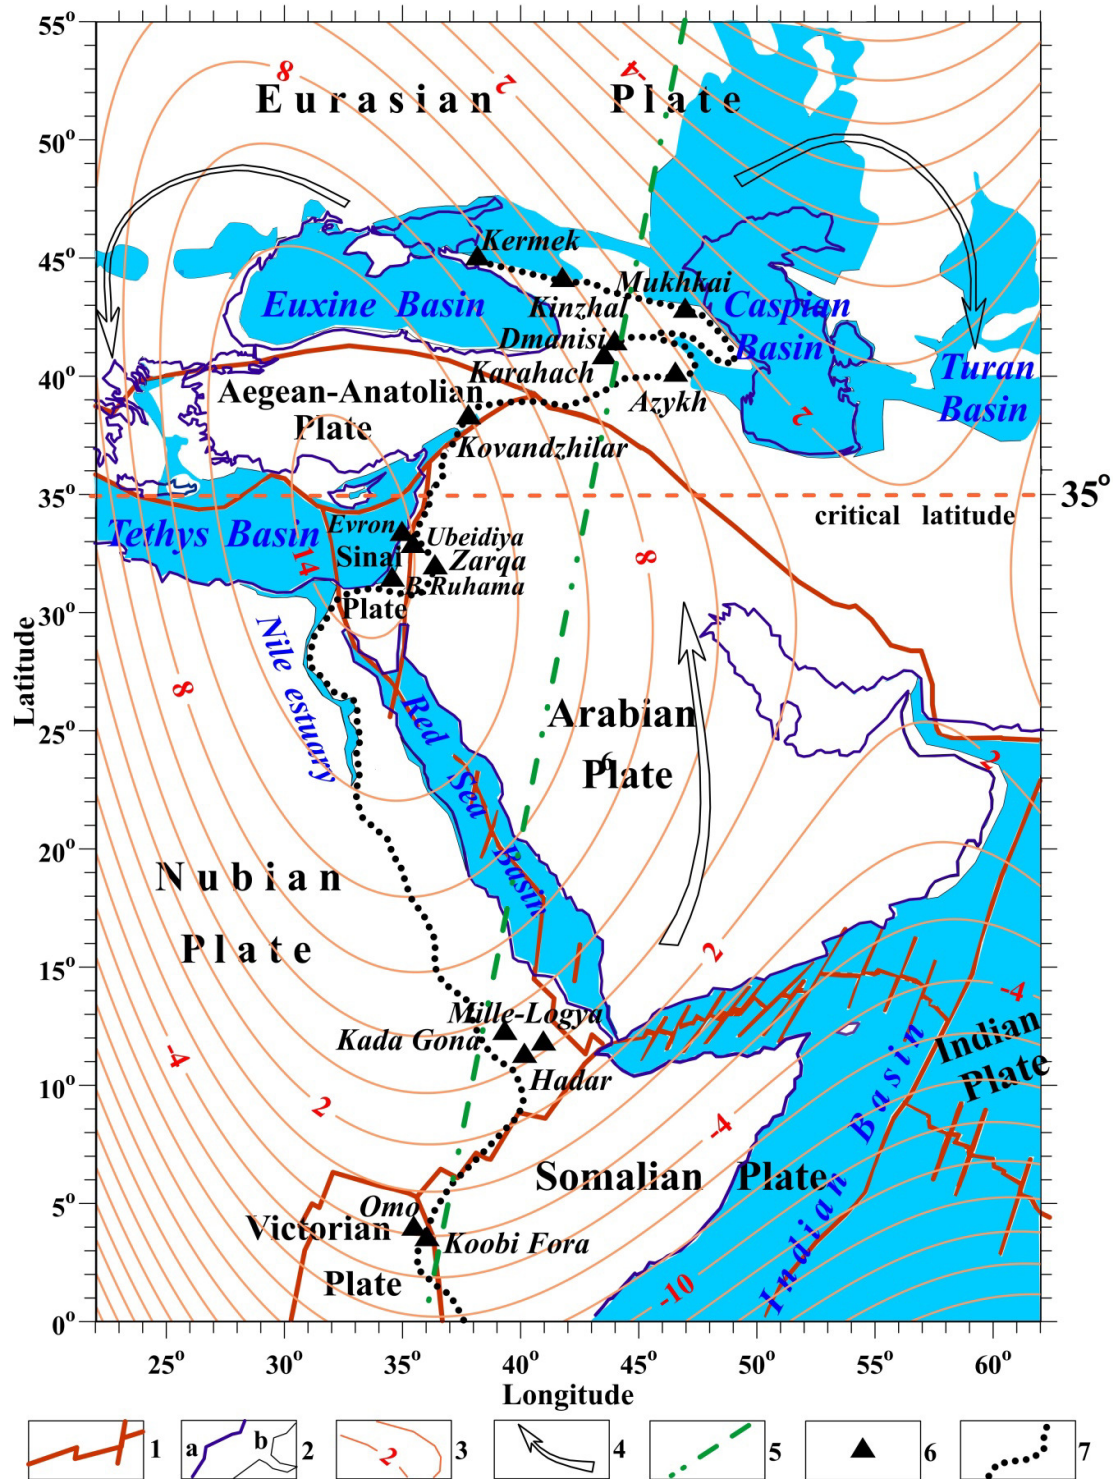 55°
50°
45°
40°
35°
30°
25°
20°
15°
10°
5°
0°
Latitude
8
2
-4
Eurasian Plate
Kermek
Mukhkai
Kinzhal
Euxine Basin
Caspian
Basin
Dmanisi
Karahach
Azykh
Turan
Basin
2
Aegean-Anatolian
Plate
Kovandzhilar
35°
critical latitude
Tethys Basin
Evron
Ubeidiya
Sinai
Zarqa
B.Ruhama
Plate
14
8
Nile estuary
8
Red Sea Basin
Arabian
Plate
6
2
Nubian
Plate
2
-4
Mille-Logya
Kada Gona
Hadar
Indian
Plate
-4
2
-4
Indian Basin
Somalian Plate
Omo
Victorian
Koobi Fora
Plate
-10
25°
30°
35°
40°
45°
50°
55°
60°
Longitude
1
a
b
2
2
3
4
5
6
7